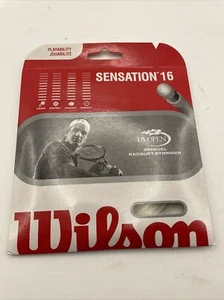 PLAYABILITY
JOUABILITÉ
SENSATION 16
US OPEN
OFFICIAL
RACQUET STRINGER
Wilson